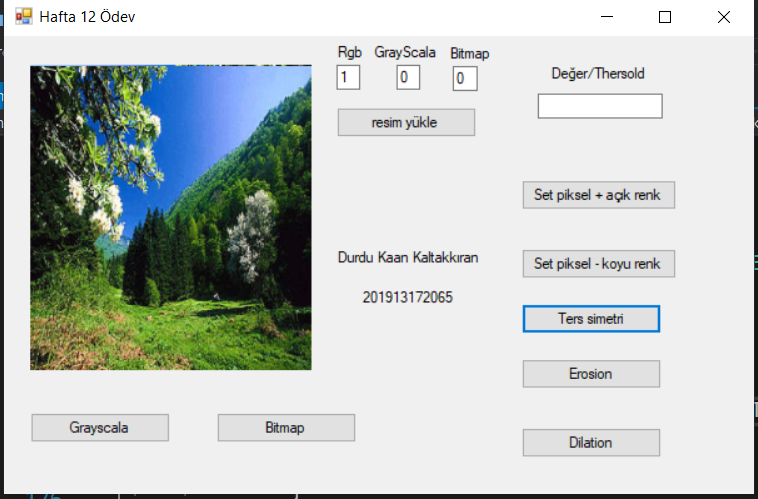 Hafta 12 Ödev
Rgb GrayScala Bitmap
1 0 0
Değer/Thersold
resim yükle
Set piksel + açık renk
Durdu Kaan Kaltakkıran
Set piksel - koyu renk
201913172065
Ters simetri
Erosion
Grayscala Bitmap
Dilation